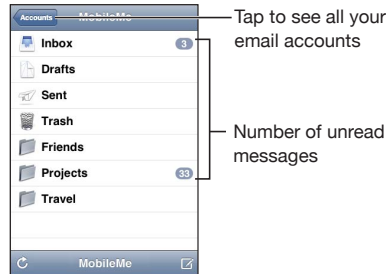 Accounts MobileMe
Tap to see all your
email accounts
Inbox 3
Drafts
Sent
Trash
Friends
Number of unread
messages
Projects 33
Travel
MobileMe